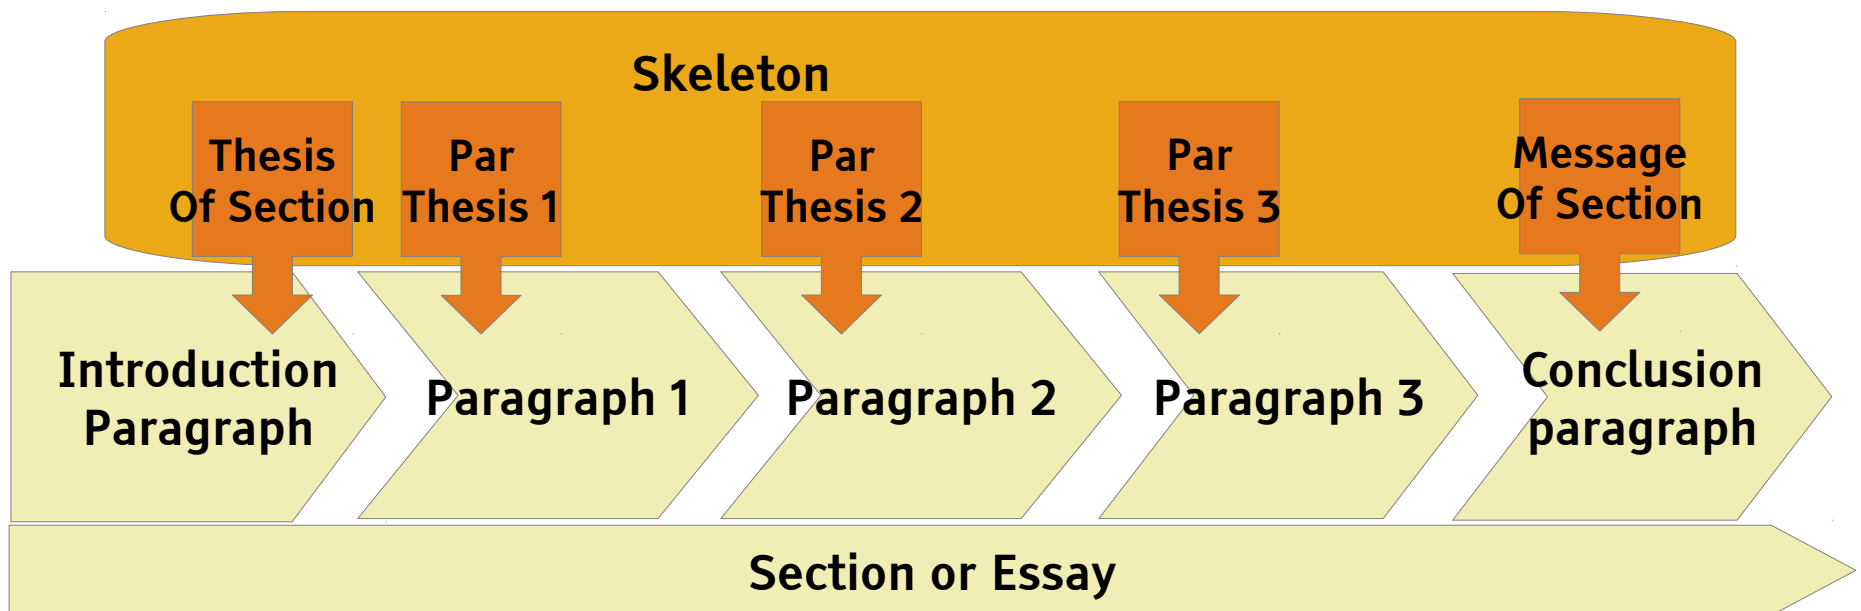 Skeleton
Thesis
Of Section
Par
Thesis 1
Par
Thesis 2
Par
Thesis 3
Message
Of Section
Introduction
Paragraph
Paragraph 1
Paragraph 2
Paragraph 3
Conclusion
paragraph
Section or Essay